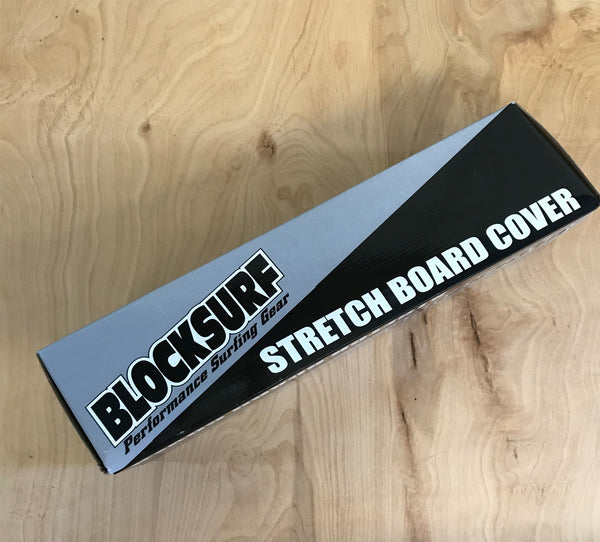 BLOCKSURF
Performance Surfing Gear
STRETCH BOARD COVER